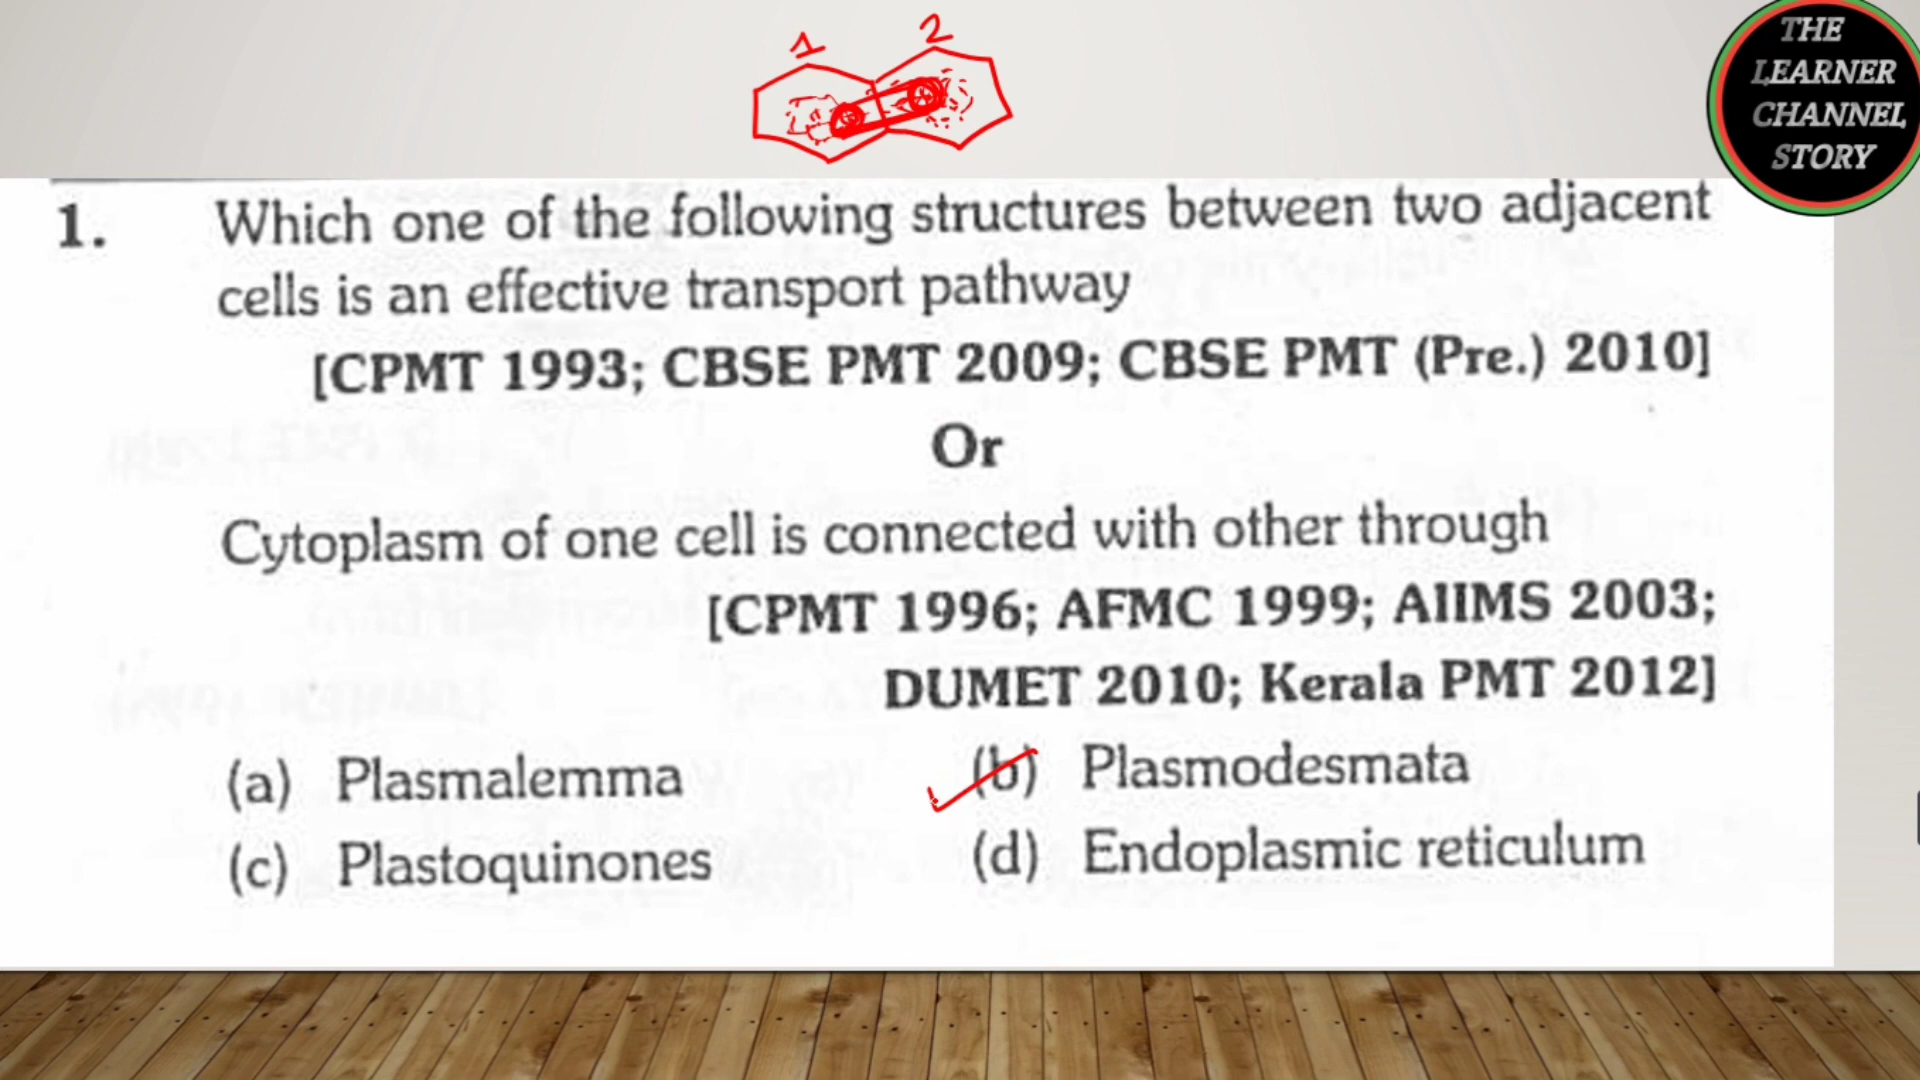 1 2
THE
LEARNER
CHANNEL
STORY
1. Which one of the following structures between two adjacent
cells is an effective transport pathway
[CPMT 1993; CBSE PMT 2009; CBSE PMT (Pre.) 2010]
Or
Cytoplasm of one cell is connected with other through
[CPMT 1996; AFMC 1999; AIIMS 2003;
DUMET 2010; Kerala PMT 2012]
(a) Plasmalemma (b) Plasmodesmata
(c) Plastoquinones (d) Endoplasmic reticulum